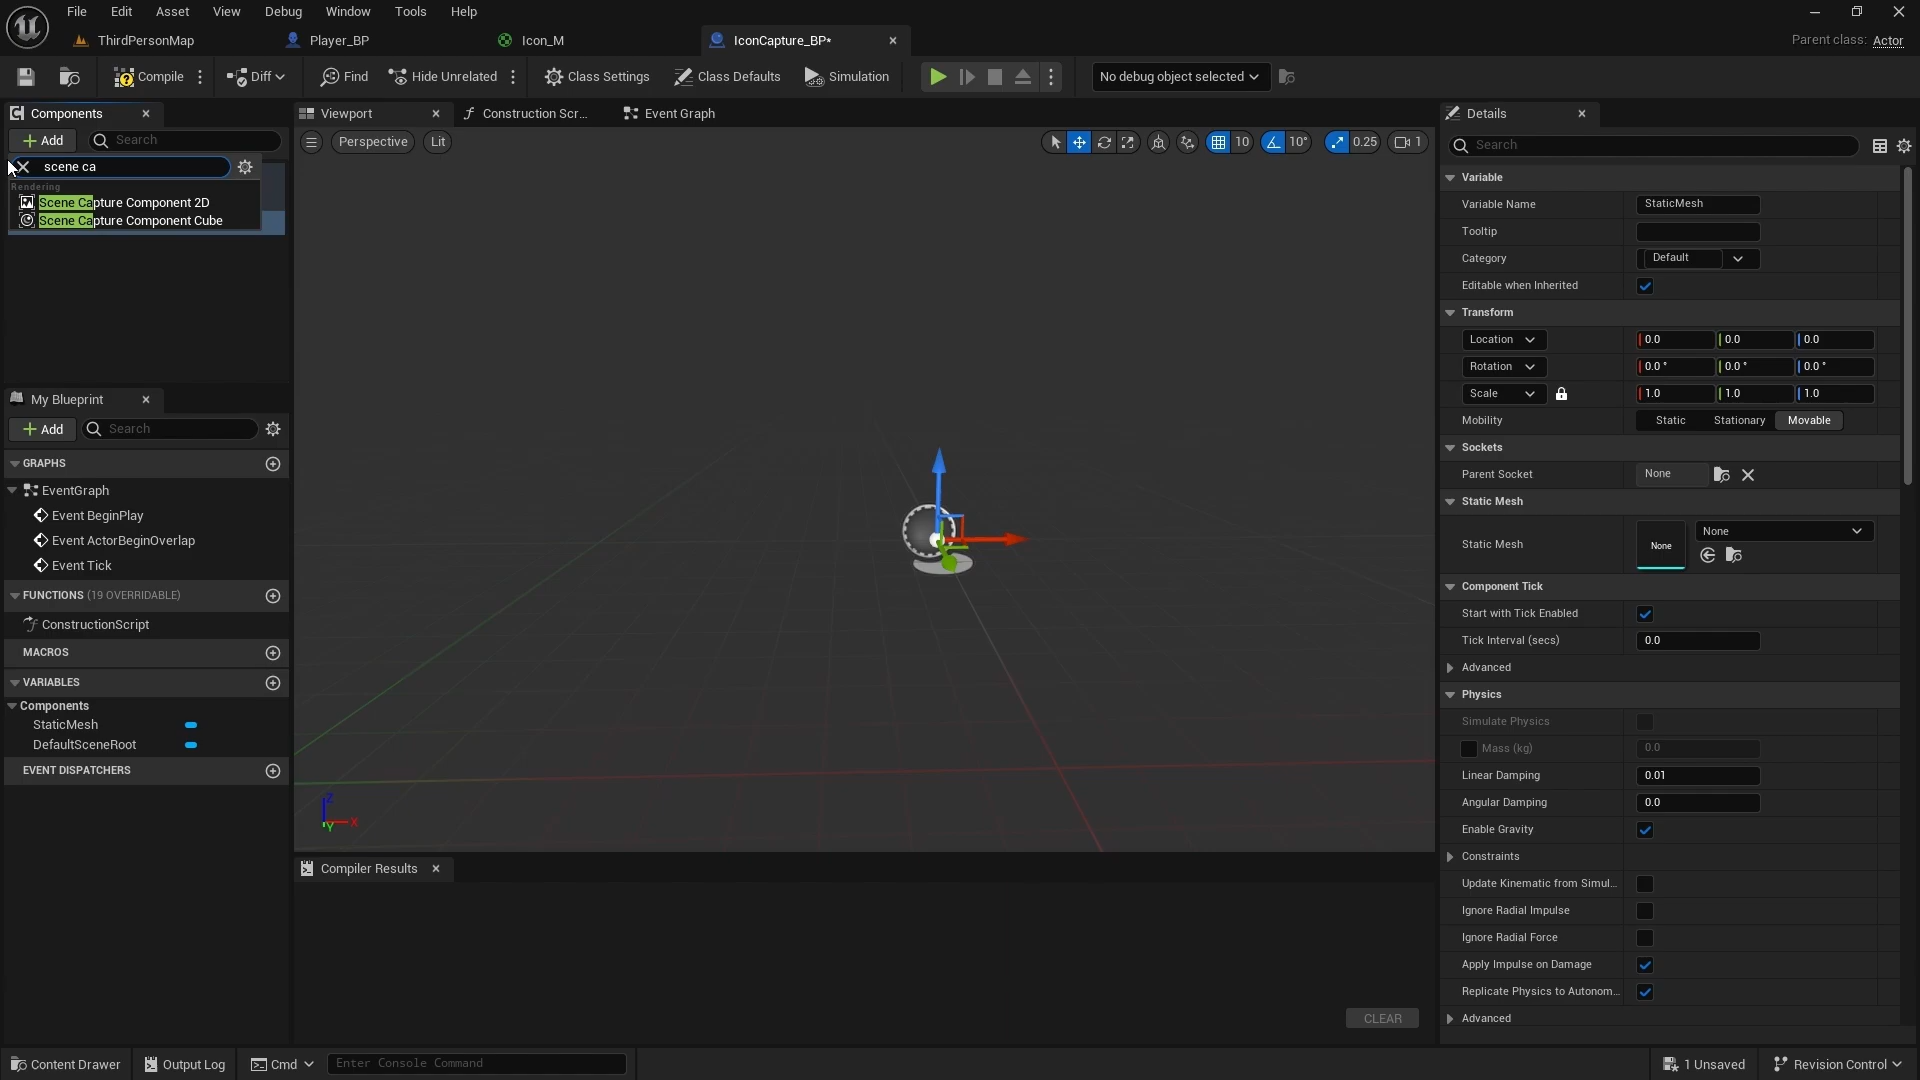 File Edit Asset View Debug Window Tools Help
ThirdPersonMap Player_BP Icon_M IconCapture_BP* Parent class: Actor
Compile Diff Find Hide Unrelated Class Settings Class Defaults Simulation No debug object selected
Components
Add Search
scene ca
Rendering
Scene Capture Component 2D
Scene Capture Component Cube
My Blueprint
Add Search
GRAPHS
EventGraph
Event BeginPlay
Event ActorBeginOverlap
Event Tick
FUNCTIONS (19 OVERRIDABLE)
ConstructionScript
MACROS
VARIABLES
Components
StaticMesh
DefaultSceneRoot
EVENT DISPATCHERS
Viewport Construction Scr... Event Graph
Perspective Lit 10 10° 0.25 1
Z
X
Y
Compiler Results
CLEAR
Details
Search
Variable
Variable Name StaticMesh
Tooltip
Category Default
Editable when Inherited
Transform
Location 0.0 0.0 0.0
Rotation 0.0 ° 0.0 ° 0.0 °
Scale 1.0 1.0 1.0
Mobility Static Stationary Movable
Sockets
Parent Socket None
Static Mesh
Static Mesh None None
Component Tick
Start with Tick Enabled
Tick Interval (secs) 0.0
Advanced
Physics
Simulate Physics
Mass (kg) 0.0
Linear Damping 0.01
Angular Damping 0.0
Enable Gravity
Constraints
Update Kinematic from Simul...
Ignore Radial Impulse
Ignore Radial Force
Apply Impulse on Damage
Replicate Physics to Autonom...
Advanced
Content Drawer Output Log Cmd Enter Console Command 1 Unsaved Revision Control